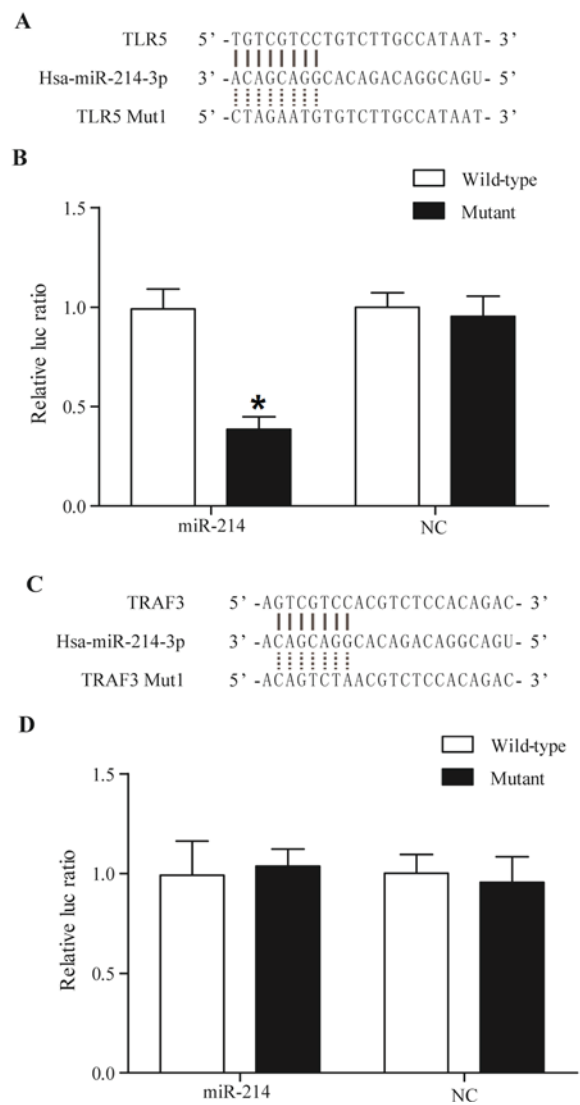 A
TLR5 5’ -TGTCGTCCTGTCTTGCCATAAT- 3’
Hsa-miR-214-3p 3’ -ACAGCAGGCACAGACAGGCAGU- 5’
TLR5 Mut1 5’ -CTAGAATGTGTCTTGCCATAAT- 3’
B
Wild-type
Mutant
Relative luc ratio
1.5
1.0
0.5
0.0
*
miR-214 NC
C
TRAF3 5’ -AGTCGTCCACGTCTCCACAGAC- 3’
Hsa-miR-214-3p 3’ -ACAGCAGGCACAGACAGGCAGU- 5’
TRAF3 Mut1 5’ -ACAGTCTAACGTCTCCACAGAC- 3’
D
Wild-type
Mutant
Relative luc ratio
1.5
1.0
0.5
0.0
miR-214 NC